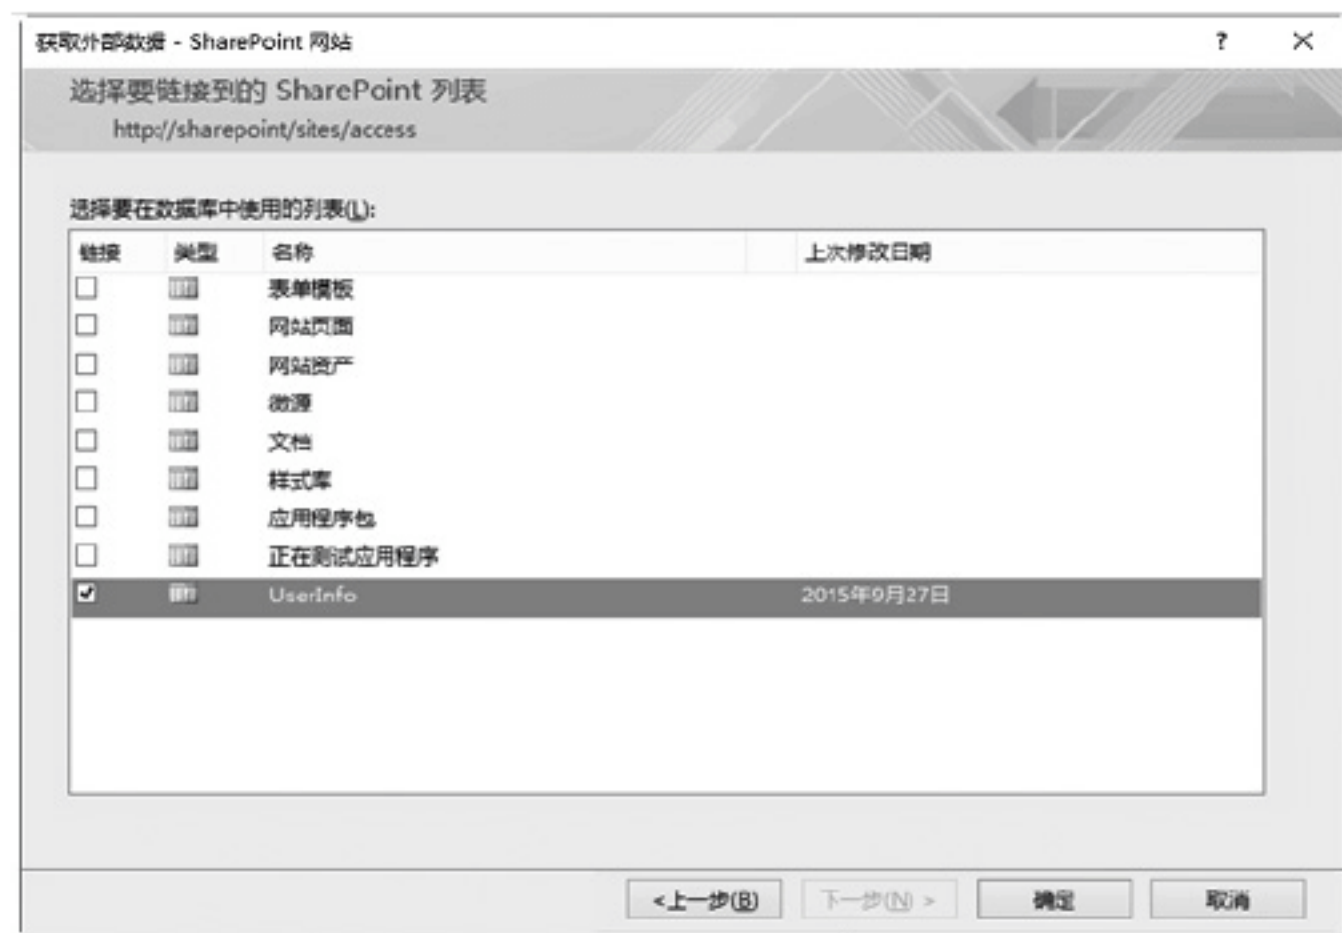 获取外部数据 - SharePoint 网站
? ×
选择要链接到的 SharePoint 列表
http://sharepoint/sites/access
选择要在数据库中使用的列表(L):
链接 类型 名称 上次修改日期
表单模板
网站页面
网站资产
微源
文档
样式库
应用程序包
正在测试应用程序
UserInfo 2015年9月27日
<上一步(B) 下一步(N) > 确定 取消